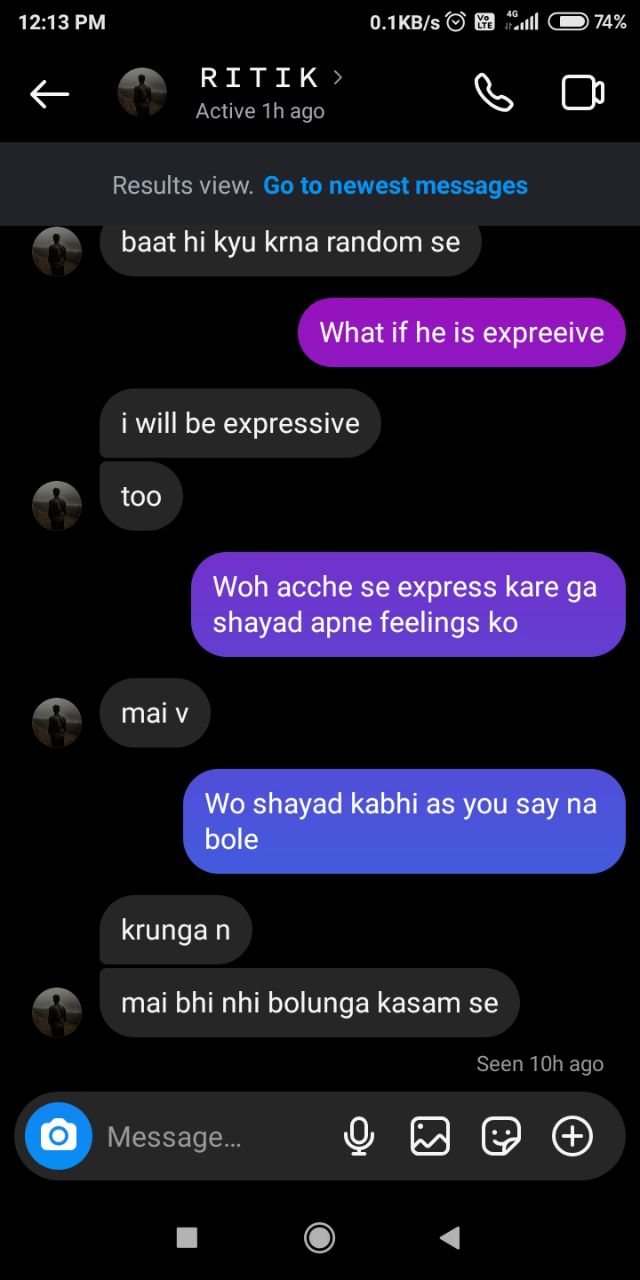 12:13 PM 0.1KB/s Vo LTE 4G 74%
R I T I K
Active 1h ago
Results view. Go to newest messages
baat hi kyu krna random se
What if he is expreeive
i will be expressive
too
Woh acche se express kare ga
shayad apne feelings ko
mai v
Wo shayad kabhi as you say na
bole
krunga n
mai bhi nhi bolunga kasam se
Seen 10h ago
Message...